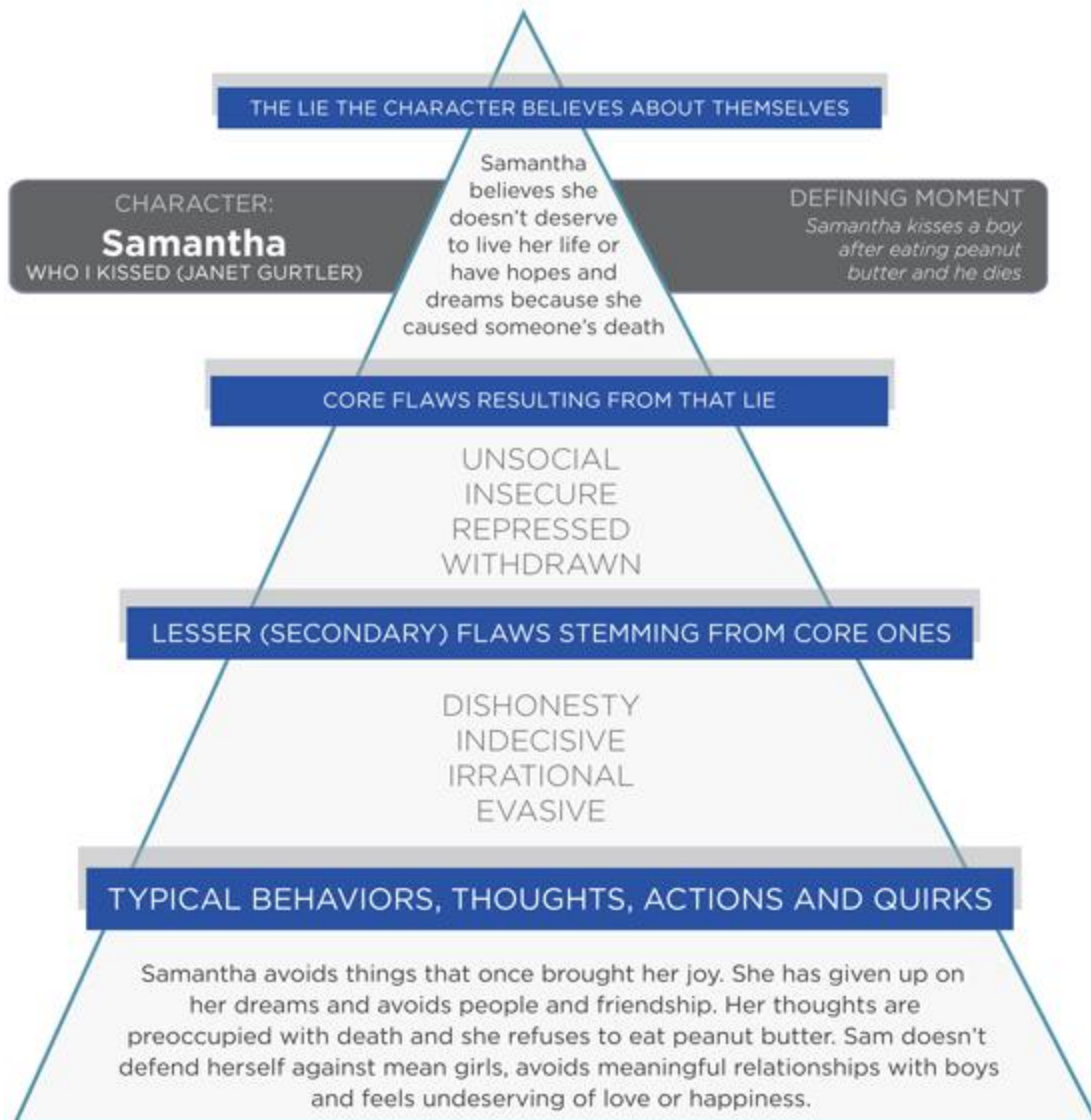 THE LIE THE CHARACTER BELIEVES ABOUT THEMSELVES
CHARACTER:
Samantha
WHO I KISSED (JANET GURTLER)
Samantha
believes she
doesn't deserve
to live her life or
have hopes and
dreams because she
caused someone's death
DEFINING MOMENT
Samantha kisses a boy
after eating peanut
butter and he dies
CORE FLAWS RESULTING FROM THAT LIE
UNSOCIAL
INSECURE
REPRESSED
WITHDRAWN
LESSER (SECONDARY) FLAWS STEMMING FROM CORE ONES
DISHONESTY
INDECISIVE
IRRATIONAL
EVASIVE
TYPICAL BEHAVIORS, THOUGHTS, ACTIONS AND QUIRKS
Samantha avoids things that once brought her joy. She has given up on
her dreams and avoids people and friendship. Her thoughts are
preoccupied with death and she refuses to eat peanut butter. Sam doesn't
defend herself against mean girls, avoids meaningful relationships with boys
and feels undeserving of love or happiness.